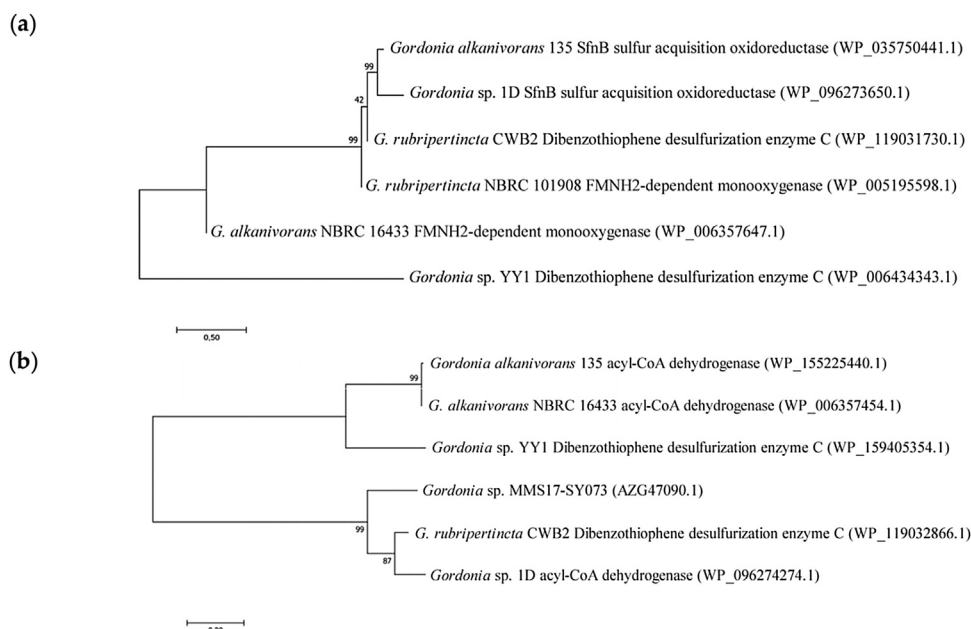 (a)
Gordonia alkanivorans 135 SfnB sulfur acquisition oxidoreductase (WP_035750441.1)
99
Gordonia sp. 1D SfnB sulfur acquisition oxidoreductase (WP_096273650.1)
42
G. rubripertincta CWB2 Dibenzothiophene desulfurization enzyme C (WP_119031730.1)
99
G. rubripertincta NBRC 101908 FMNH2-dependent monooxygenase (WP_005195598.1)
G. alkanivorans NBRC 16433 FMNH2-dependent monooxygenase (WP_006357647.1)
Gordonia sp. YY1 Dibenzothiophene desulfurization enzyme C (WP_006434343.1)
0,50
(b)
Gordonia alkanivorans 135 acyl-CoA dehydrogenase (WP_155225440.1)
99
G. alkanivorans NBRC 16433 acyl-CoA dehydrogenase (WP_006357454.1)
Gordonia sp. YY1 Dibenzothiophene desulfurization enzyme C (WP_159405354.1)
Gordonia sp. MMS17-SY073 (AZG47090.1)
99
G. rubripertincta CWB2 Dibenzothiophene desulfurization enzyme C (WP_119032866.1)
87
Gordonia sp. 1D acyl-CoA dehydrogenase (WP_096274274.1)